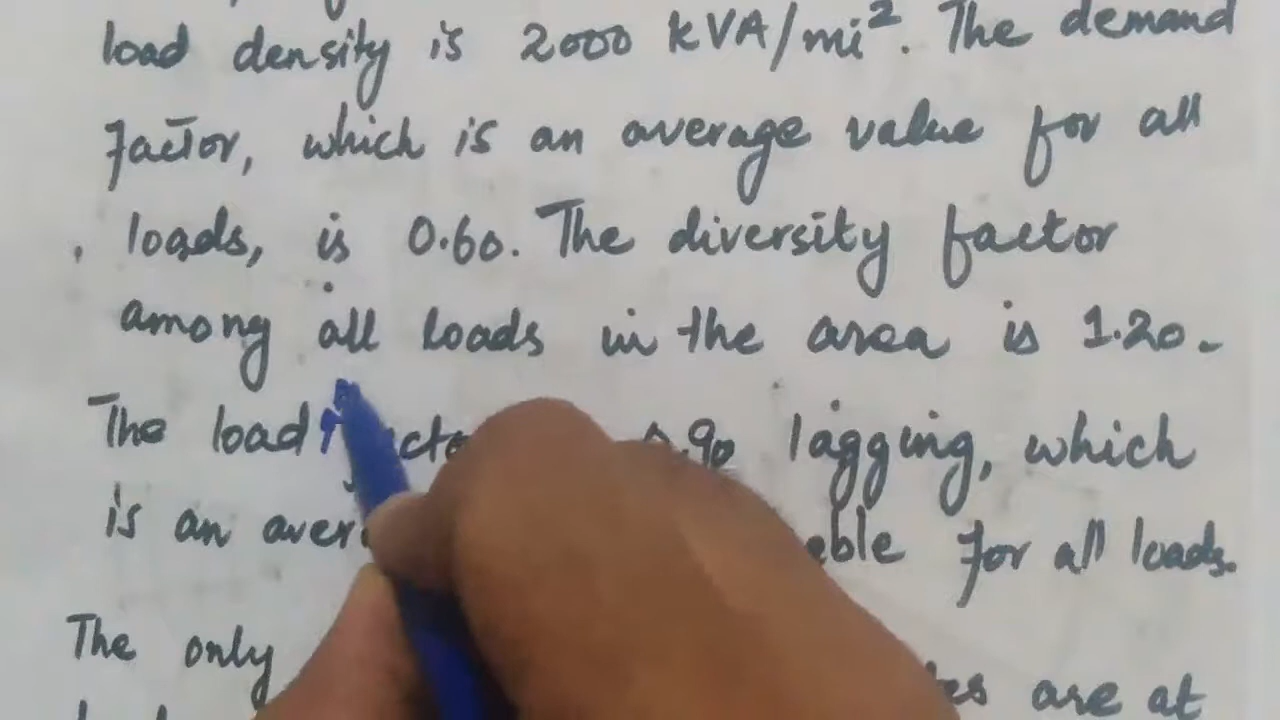 load density is 2000 kVA/mi². The demand
factor, which is an average value for all
loads, is 0.60. The diversity factor
among all loads in the area is 1.20.
The load lagging, which
is an for all loads.
The only are at